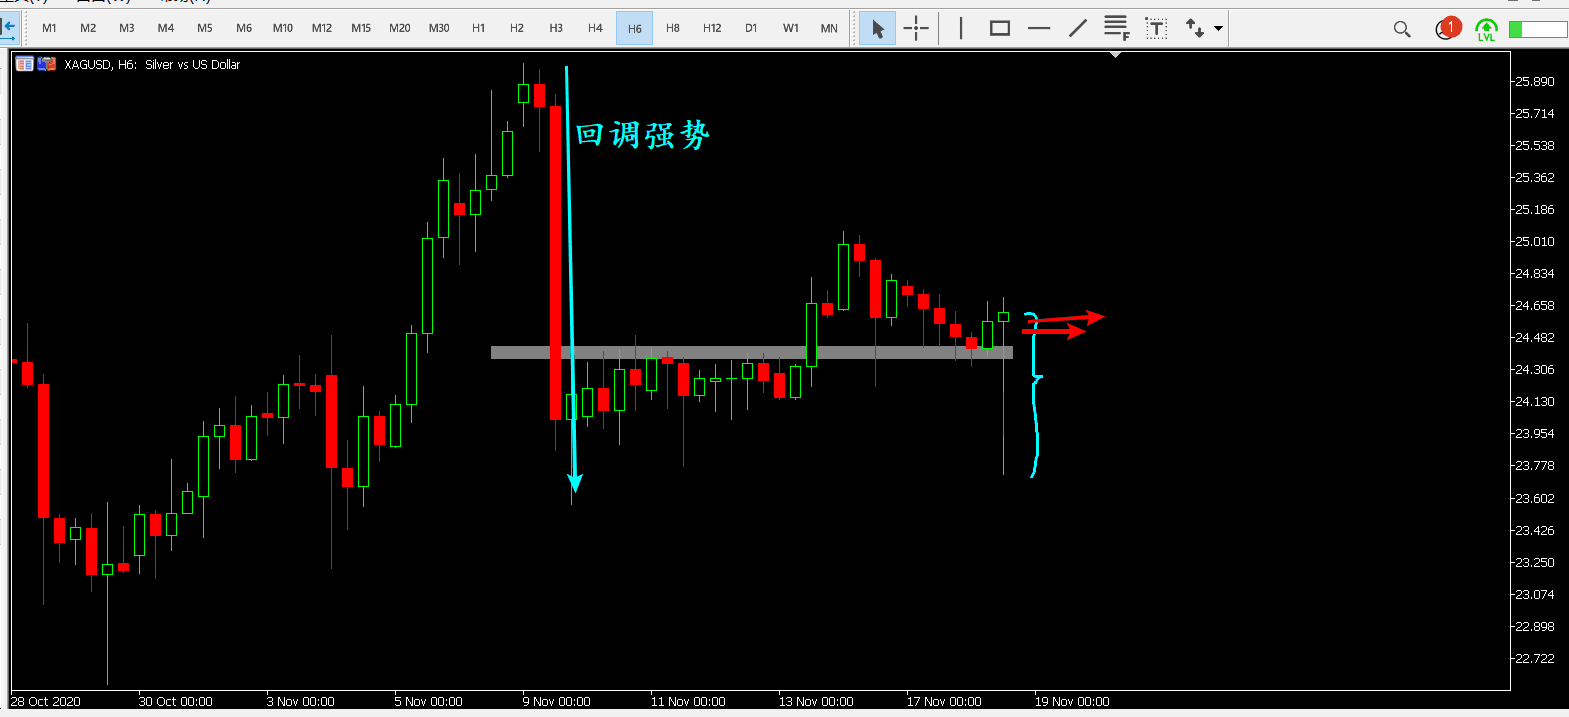 M1 M2 M3 M4 M5 M6 M10 M12 M15 M20 M30 H1 H2 H3 H4 H6 H8 H12 D1 W1 MN
F
T
1
LVL
XAGUSD, H6: Silver vs US Dollar
回调强势
25.890
25.714
25.538
25.362
25.186
25.010
24.834
24.658
24.482
24.306
24.130
23.954
23.778
23.602
23.426
23.250
23.074
22.898
22.722
28 Oct 2020 30 Oct 00:00 3 Nov 00:00 5 Nov 00:00 9 Nov 00:00 11 Nov 00:00 13 Nov 00:00 17 Nov 00:00 19 Nov 00:00